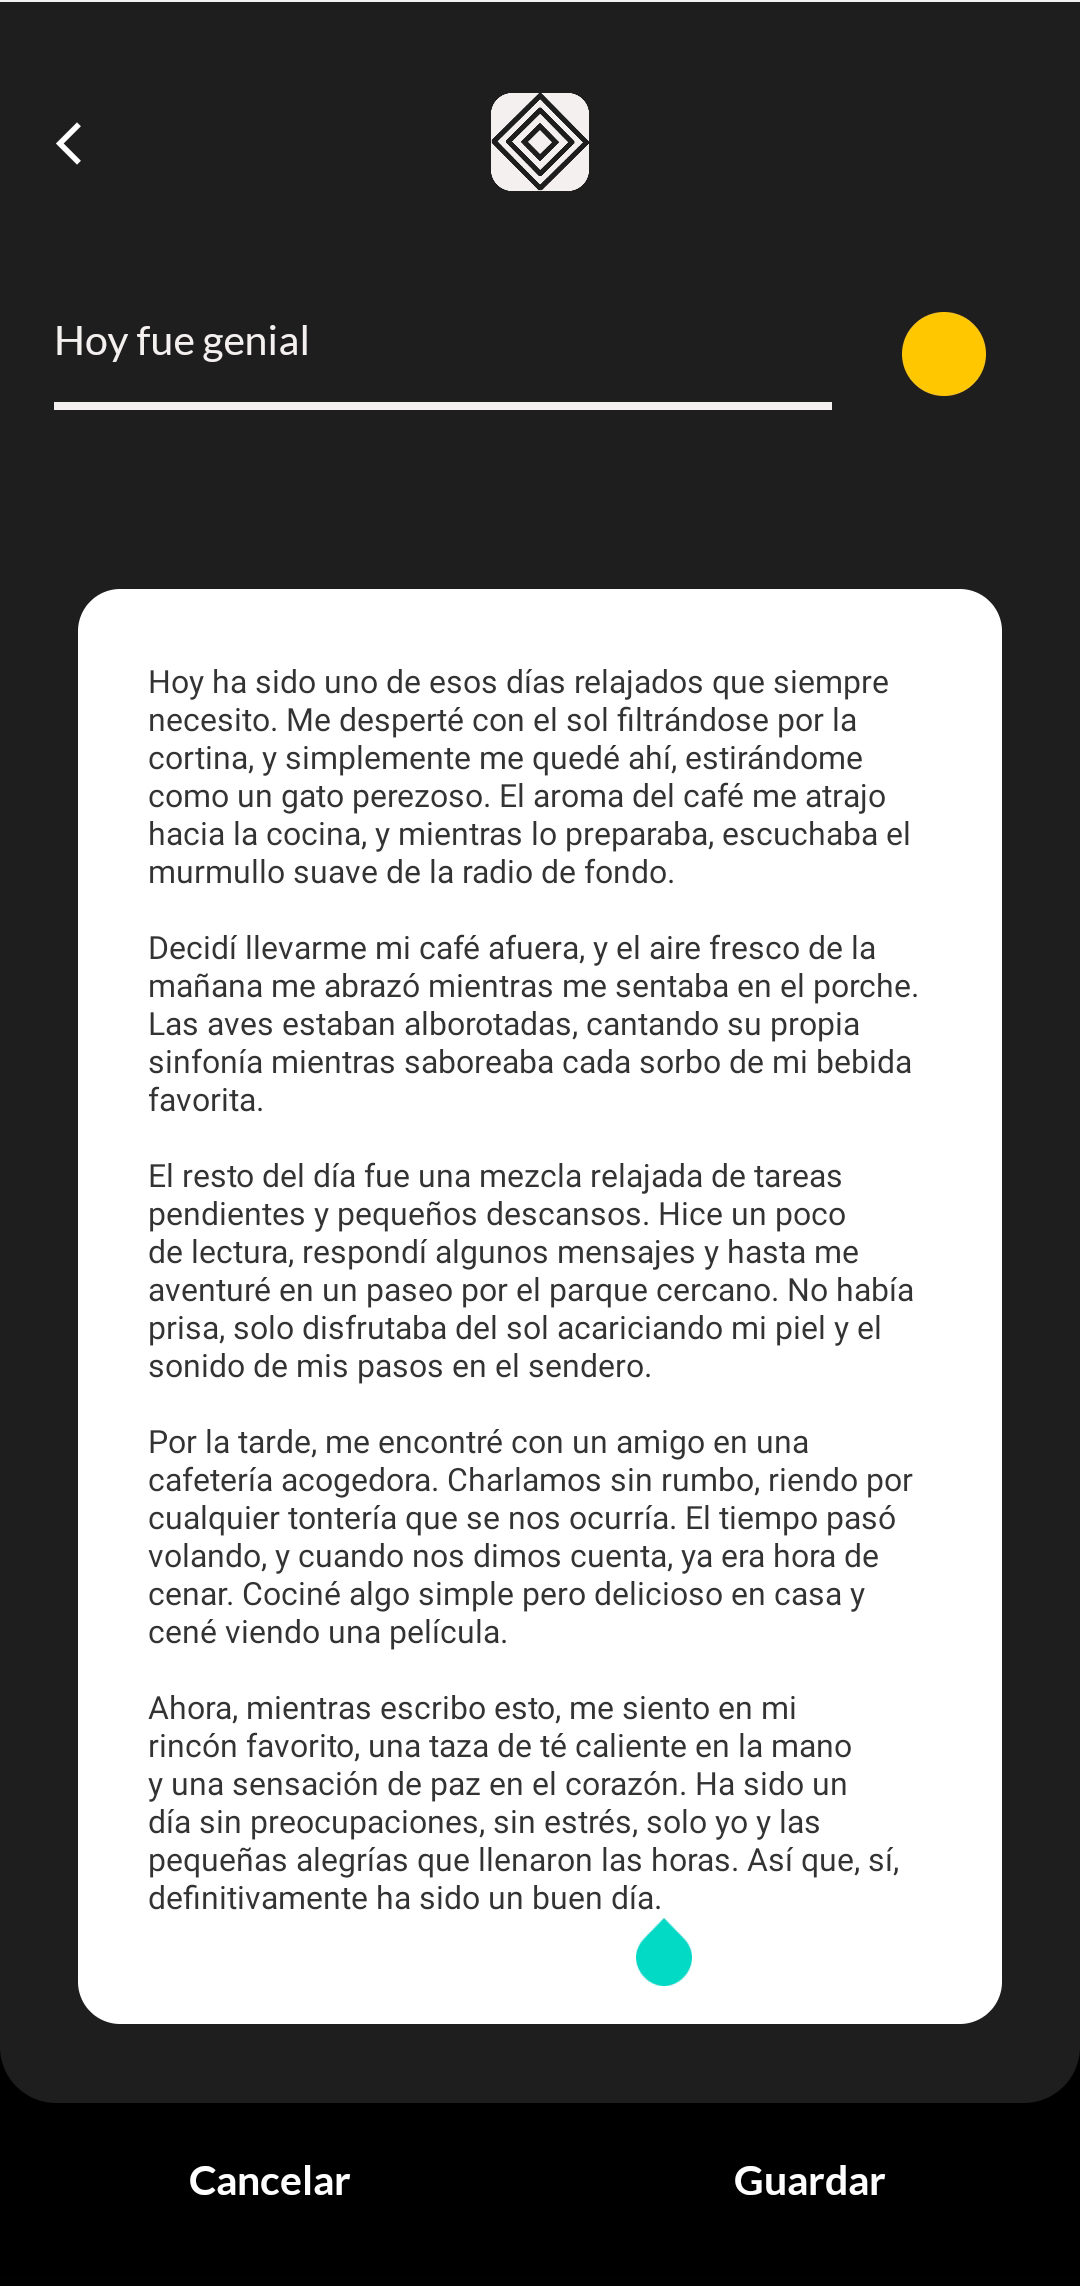 Hoy fue genial
Hoy ha sido uno de esos días relajados que siempre
necesito. Me desperté con el sol filtrándose por la
cortina, y simplemente me quedé ahí, estirándome
como un gato perezoso. El aroma del café me atrajo
hacia la cocina, y mientras lo preparaba, escuchaba el
murmullo suave de la radio de fondo.
Decidí llevarme mi café afuera, y el aire fresco de la
mañana me abrazó mientras me sentaba en el porche.
Las aves estaban alborotadas, cantando su propia
sinfonía mientras saboreaba cada sorbo de mi bebida
favorita.
El resto del día fue una mezcla relajada de tareas
pendientes y pequeños descansos. Hice un poco
de lectura, respondí algunos mensajes y hasta me
aventuré en un paseo por el parque cercano. No había
prisa, solo disfrutaba del sol acariciando mi piel y el
sonido de mis pasos en el sendero.
Por la tarde, me encontré con un amigo en una
cafetería acogedora. Charlamos sin rumbo, riendo por
cualquier tontería que se nos ocurría. El tiempo pasó
volando, y cuando nos dimos cuenta, ya era hora de
cenar. Cociné algo simple pero delicioso en casa y
cené viendo una película.
Ahora, mientras escribo esto, me siento en mi
rincón favorito, una taza de té caliente en la mano
y una sensación de paz en el corazón. Ha sido un
día sin preocupaciones, sin estrés, solo yo y las
pequeñas alegrías que llenaron las horas. Así que, sí,
definitivamente ha sido un buen día.
Cancelar
Guardar